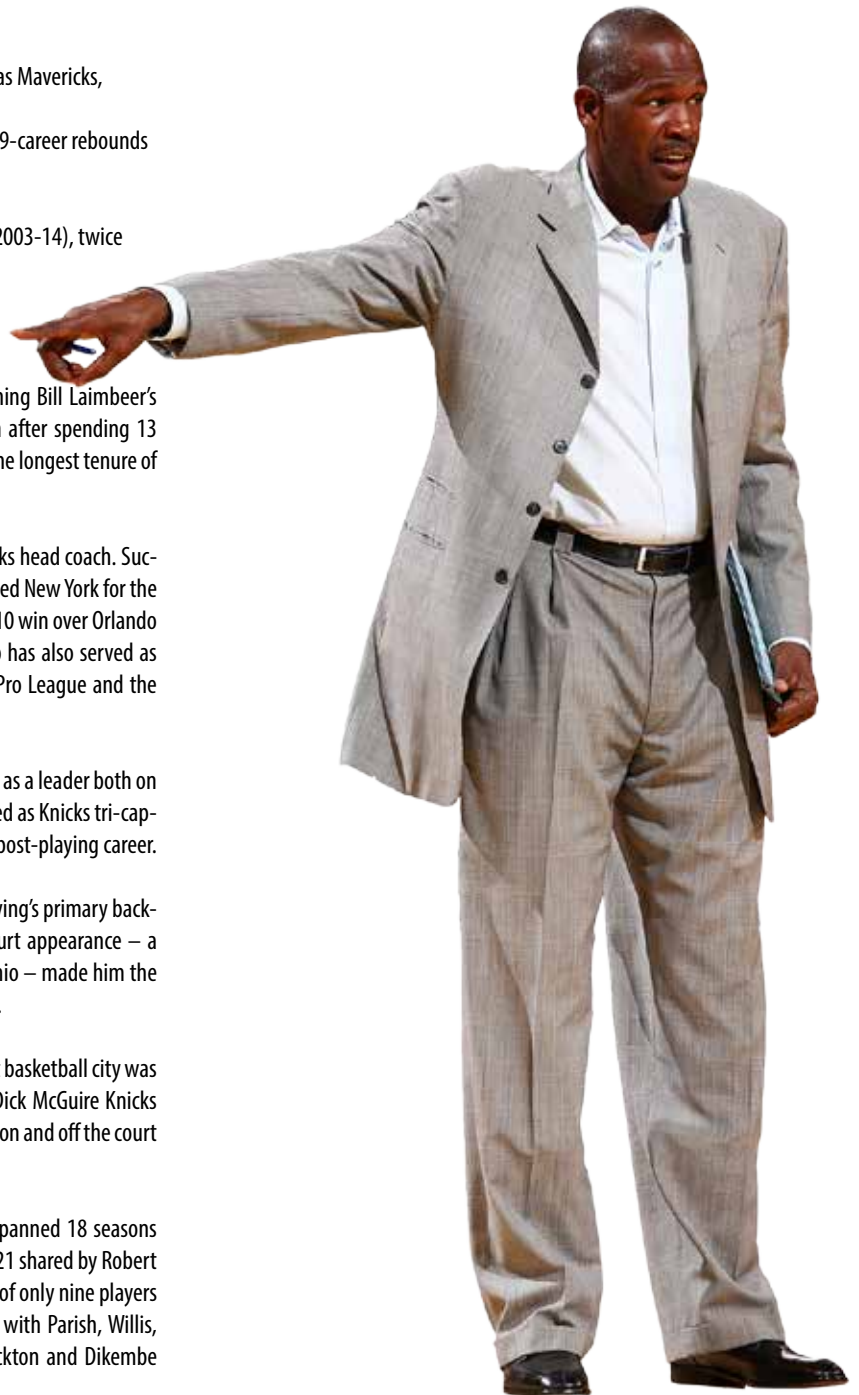 as Mavericks,
9-career rebounds
2003-14), twice
ning Bill Laimbeer’s
after spending 13
he longest tenure of
ks head coach. Suc-
ed New York for the
10 win over Orlando
has also served as
Pro League and the
as a leader both on
ed as Knicks tri-cap-
post-playing career.
ving’s primary back-
urt appearance – a
nio – made him the
basketball city was
Dick McGuire Knicks
on and off the court
panned 18 seasons
21 shared by Robert
of only nine players
with Parish, Willis,
ckton and Dikembe